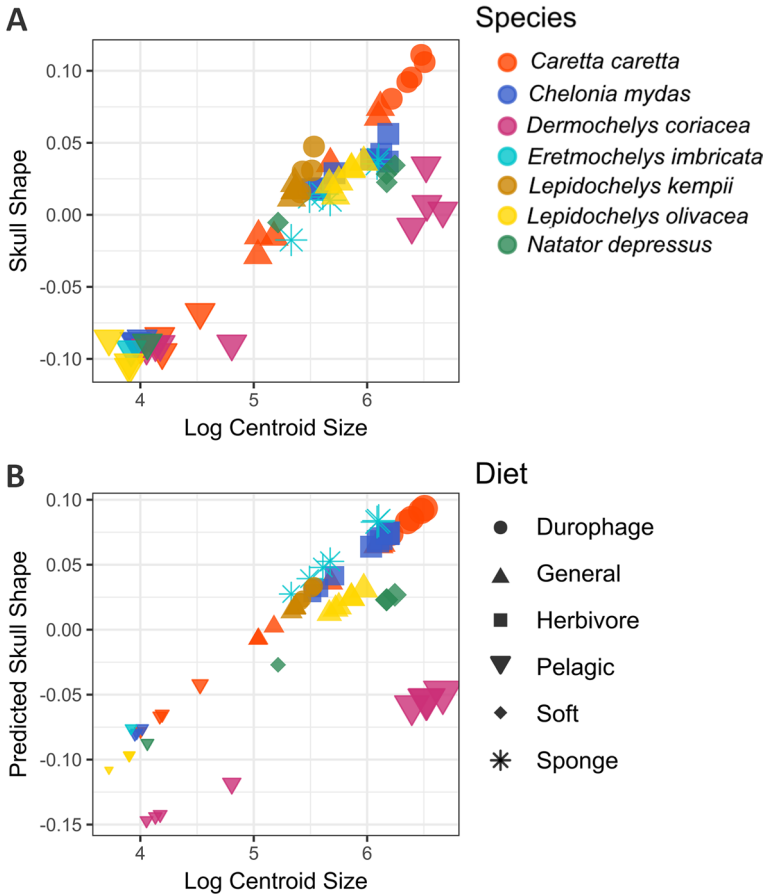 A
Species
Caretta caretta
Chelonia mydas
Dermochelys coriacea
Eretmochelys imbricata
Lepidochelys kempii
Lepidochelys olivacea
Natator depressus
Skull Shape
0.10
0.05
0.00
-0.05
-0.10
4 5 6
Log Centroid Size
B
Diet
Durophage
General
Herbivore
Pelagic
Soft
Sponge
Predicted Skull Shape
0.10
0.05
0.00
-0.05
-0.10
-0.15
4 5 6
Log Centroid Size